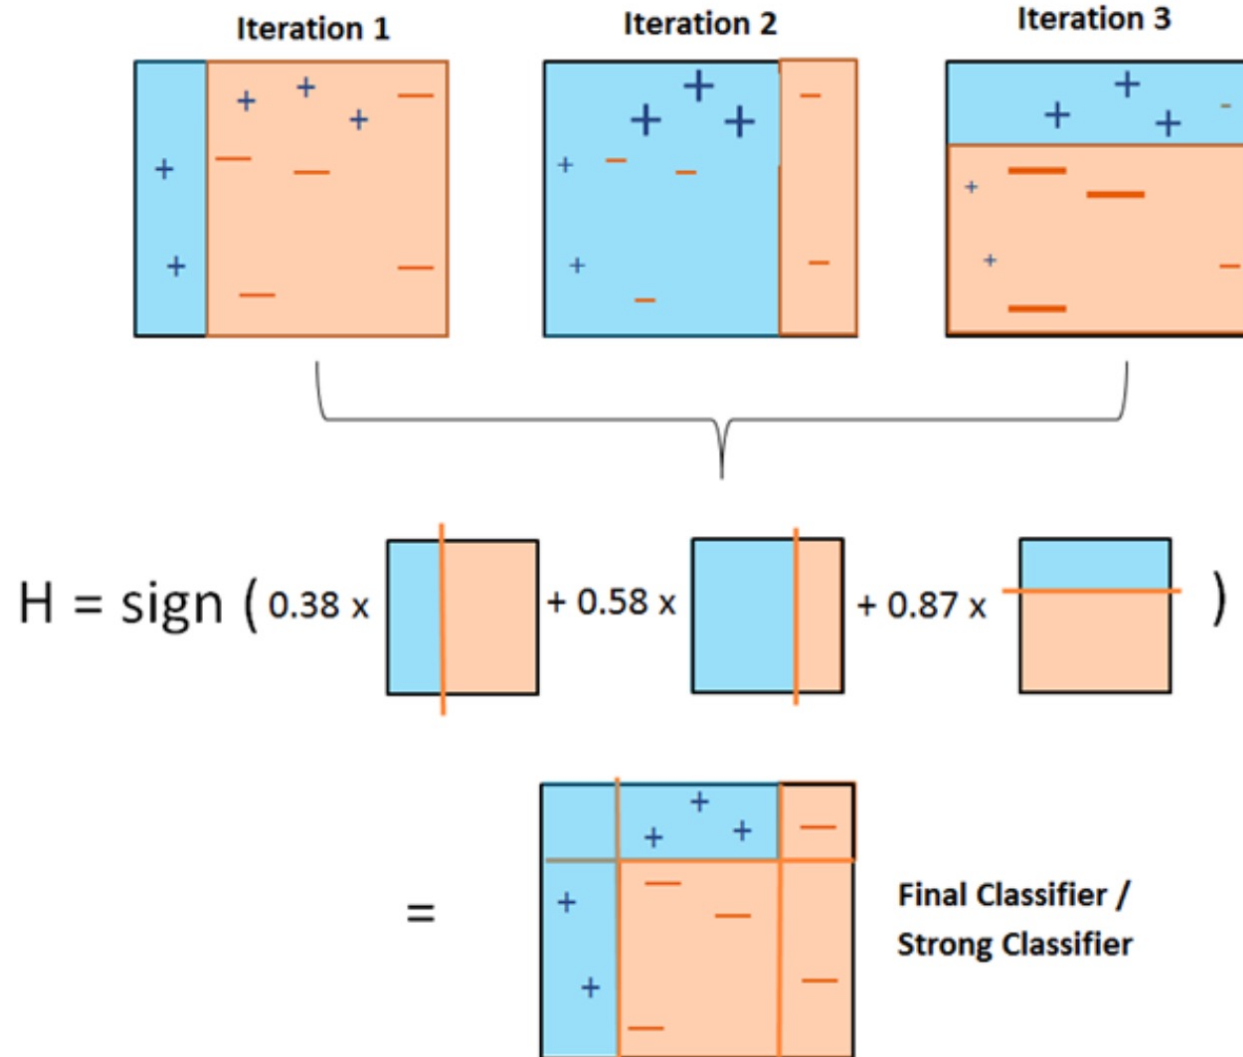 Iteration 1
Iteration 2
Iteration 3
H = sign ( 0.38 x + 0.58 x + 0.87 x )
=
Final Classifier /
Strong Classifier